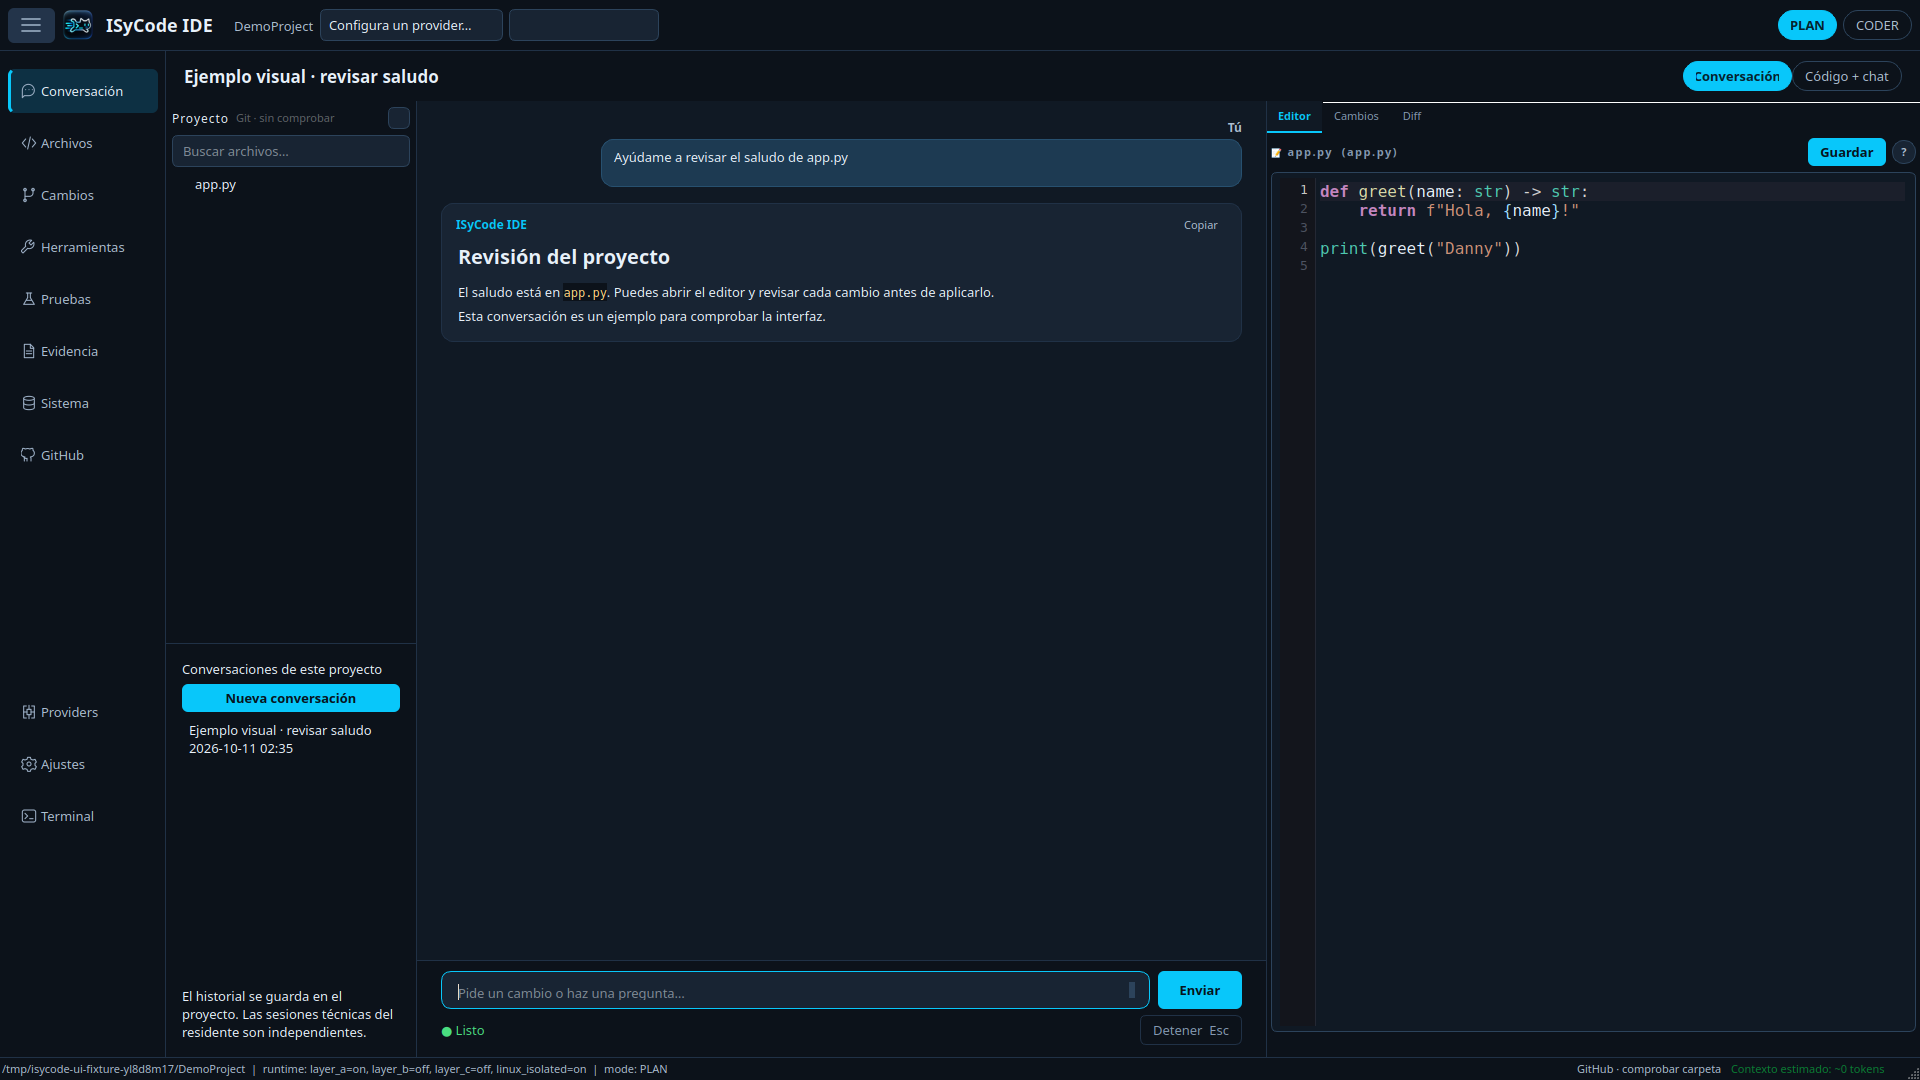 ISyCode IDE
DemoProject
Configura un provider...
PLAN
CODER
Conversación
Archivos
Cambios
Herramientas
Pruebas
Evidencia
Sistema
GitHub
Providers
Ajustes
Terminal
Ejemplo visual · revisar saludo
Conversación
Código + chat
Proyecto Git · sin comprobar
Buscar archivos...
app.py
Conversaciones de este proyecto
Nueva conversación
Ejemplo visual · revisar saludo
2026-10-11 02:35
El historial se guarda en el
proyecto. Las sesiones técnicas del
residente son independientes.
Tú
Ayúdame a revisar el saludo de app.py
ISyCode IDE
Copiar
Revisión del proyecto
El saludo está en app.py. Puedes abrir el editor y revisar cada cambio antes de aplicarlo.
Esta conversación es un ejemplo para comprobar la interfaz.
Pide un cambio o haz una pregunta...
Enviar
Listo
Detener Esc
Editor
Cambios
Diff
app.py (app.py)
Guardar
?
1 def greet(name: str) -> str:
2     return f"Hola, {name}!"
3
4 print(greet("Danny"))
5
/tmp/isycode-ui-fixture-yl8d8m17/DemoProject | runtime: layer_a=on, layer_b=off, layer_c=off, linux_isolated=on | mode: PLAN
GitHub · comprobar carpeta
Contexto estimado: ~0 tokens